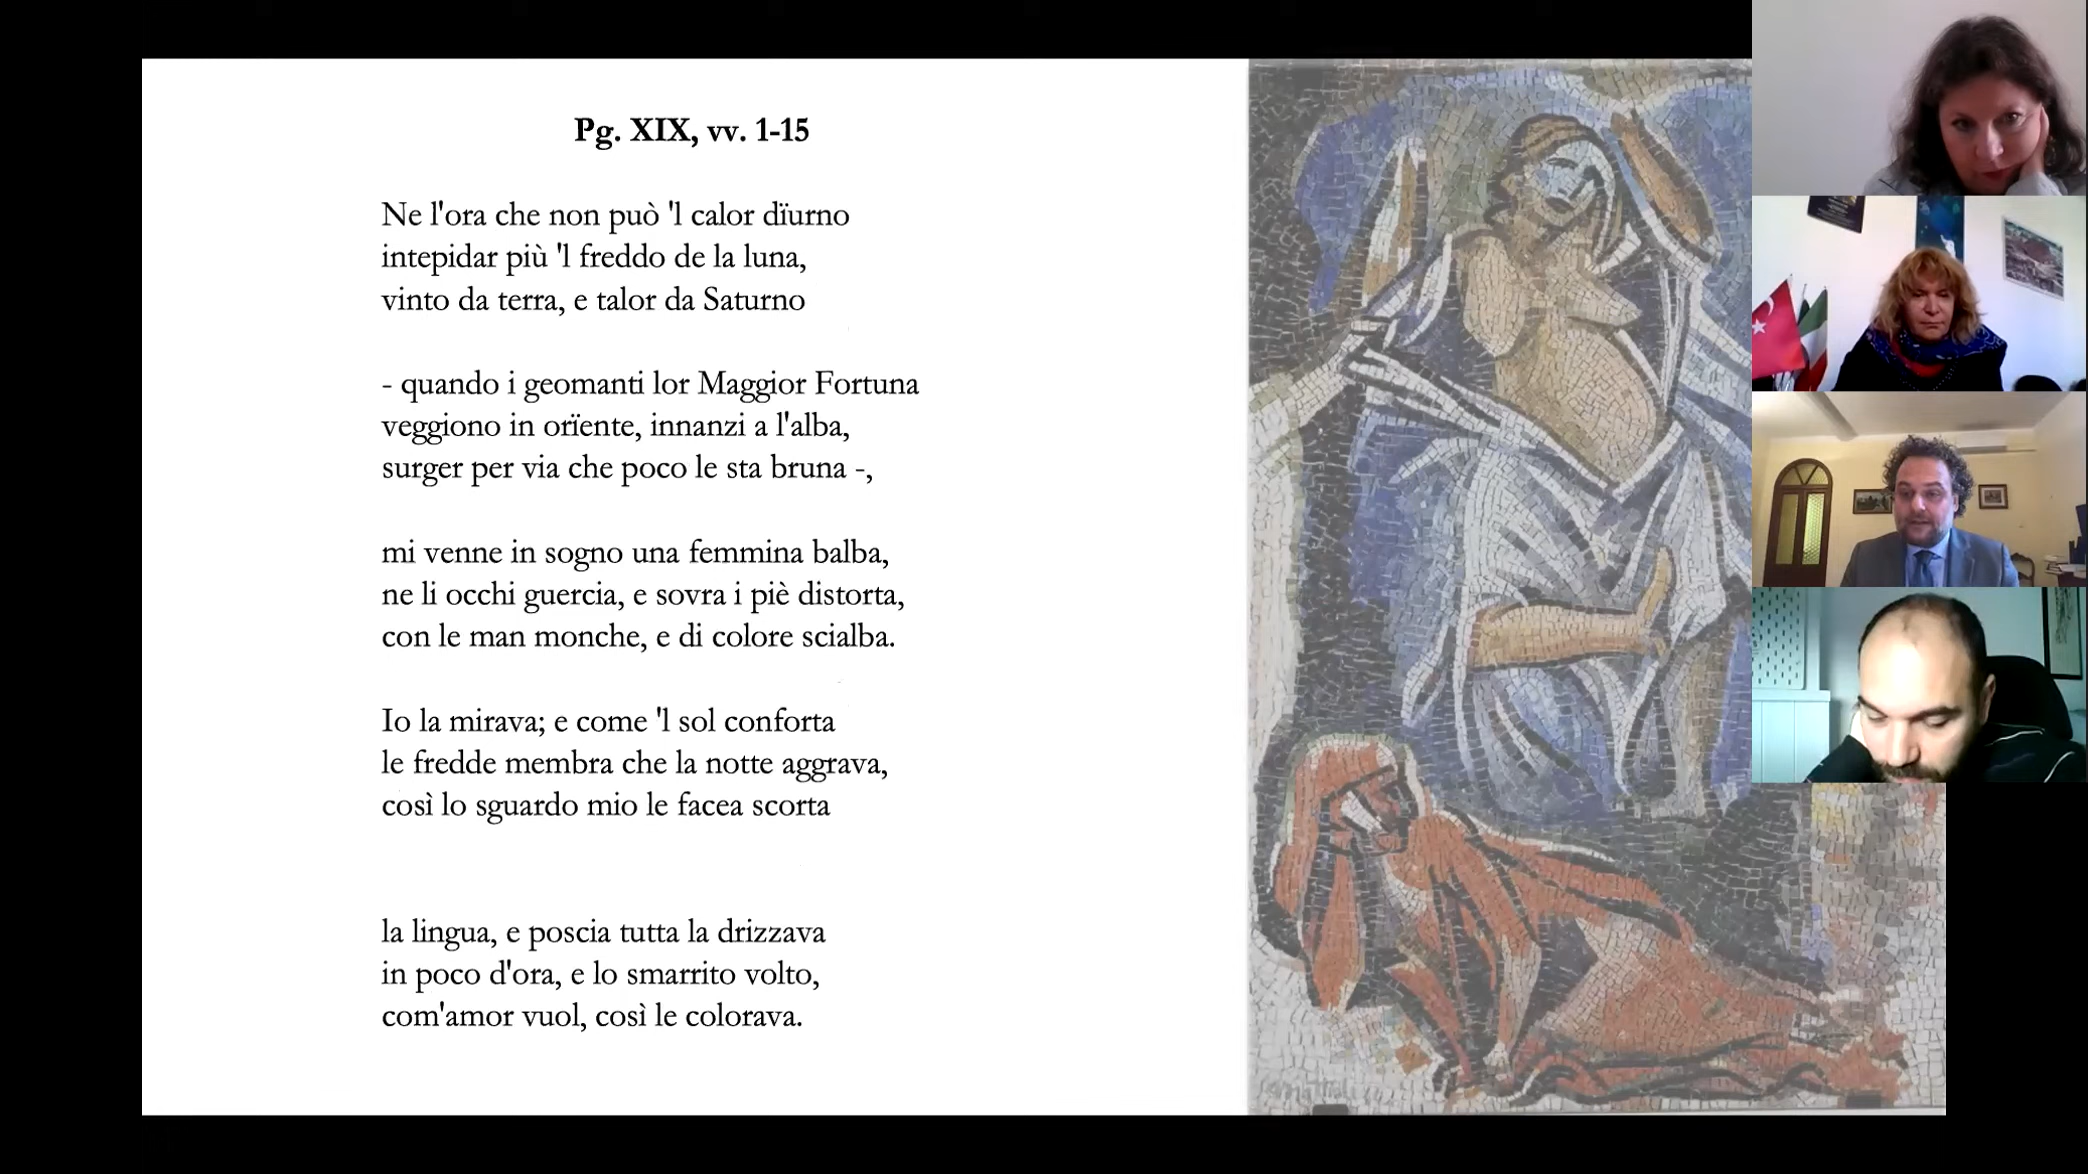 Pg. XIX, vv. 1-15
Ne l'ora che non può 'l calor dïurno
intepidar più 'l freddo de la luna,
vinto da terra, e talor da Saturno
- quando i geomanti lor Maggior Fortuna
veggiono in orïente, innanzi a l'alba,
surger per via che poco le sta bruna -,
mi venne in sogno una femmina balba,
ne li occhi guercia, e sovra i piè distorta,
con le man monche, e di colore scialba.
Io la mirava; e come 'l sol conforta
le fredde membra che la notte aggrava,
così lo sguardo mio le facea scorta
la lingua, e poscia tutta la drizzava
in poco d'ora, e lo smarrito volto,
com'amor vuol, così le colorava.